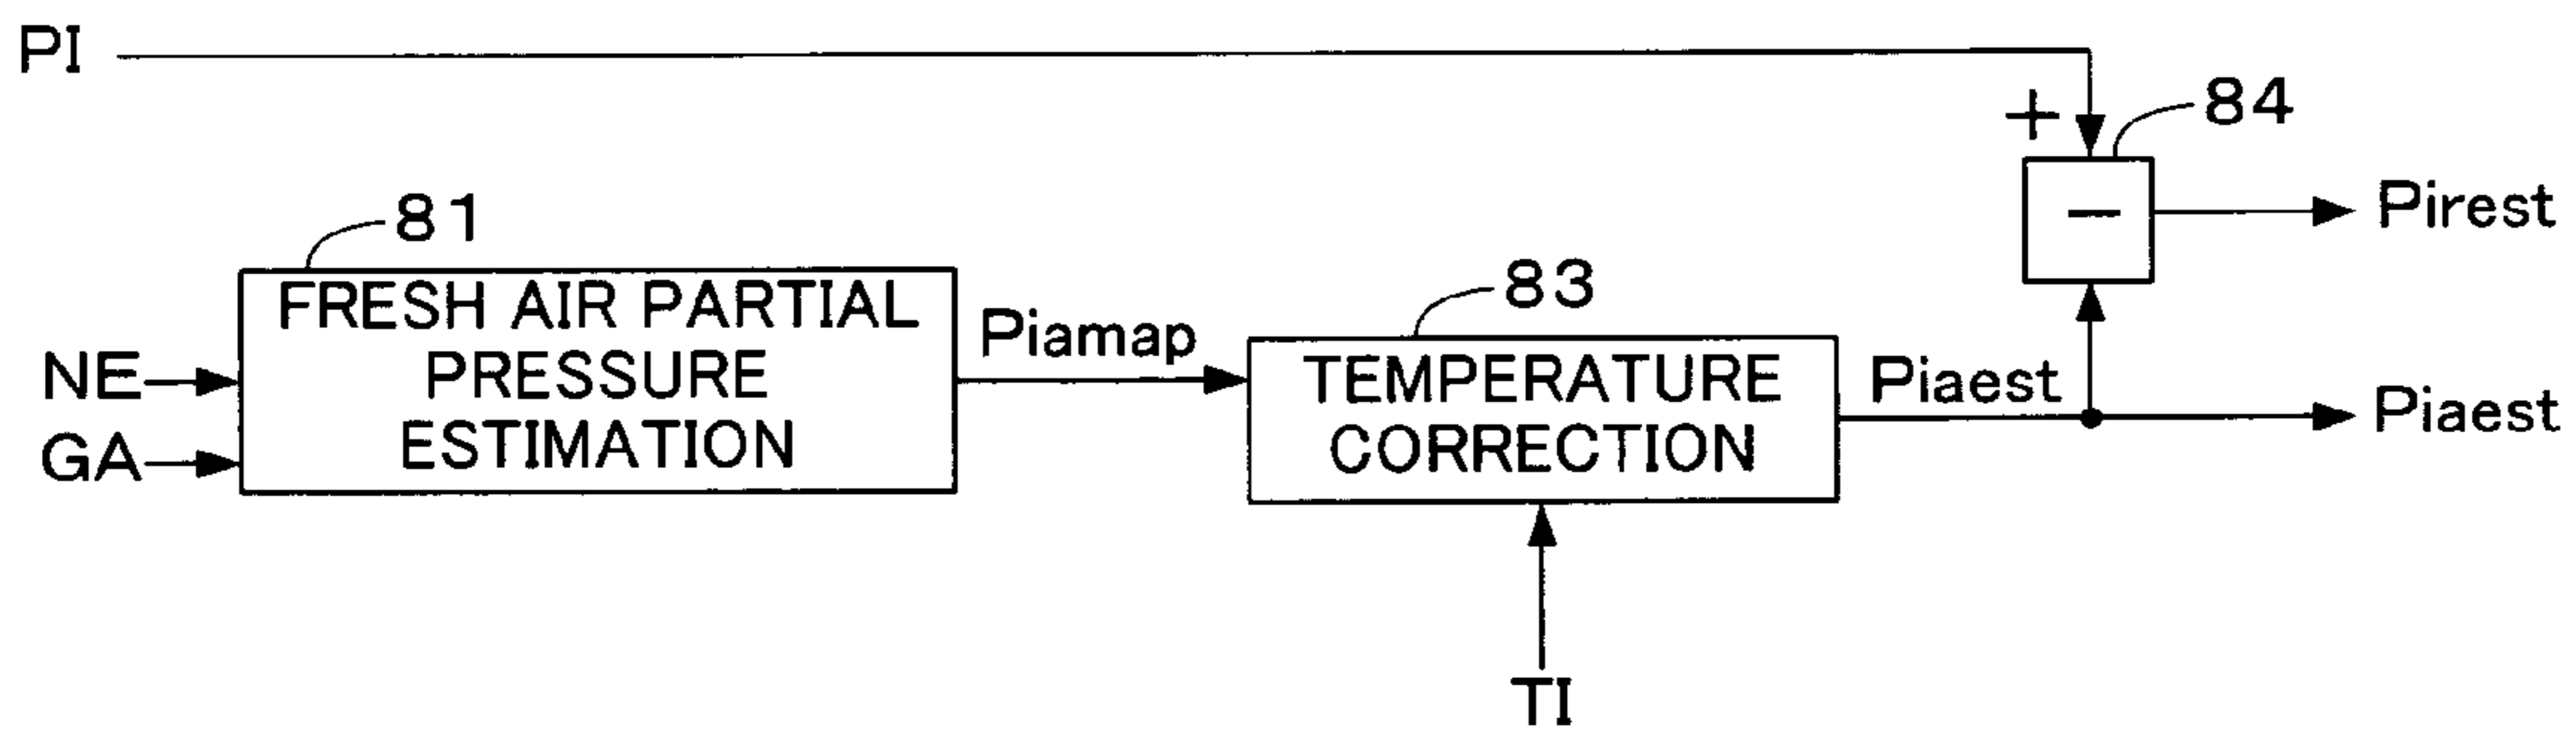 PI
+
84
−
Pirest
81
FRESH AIR PARTIAL
PRESSURE
ESTIMATION
NE
GA
Piamap
83
TEMPERATURE
CORRECTION
TI
Piaest
Piaest